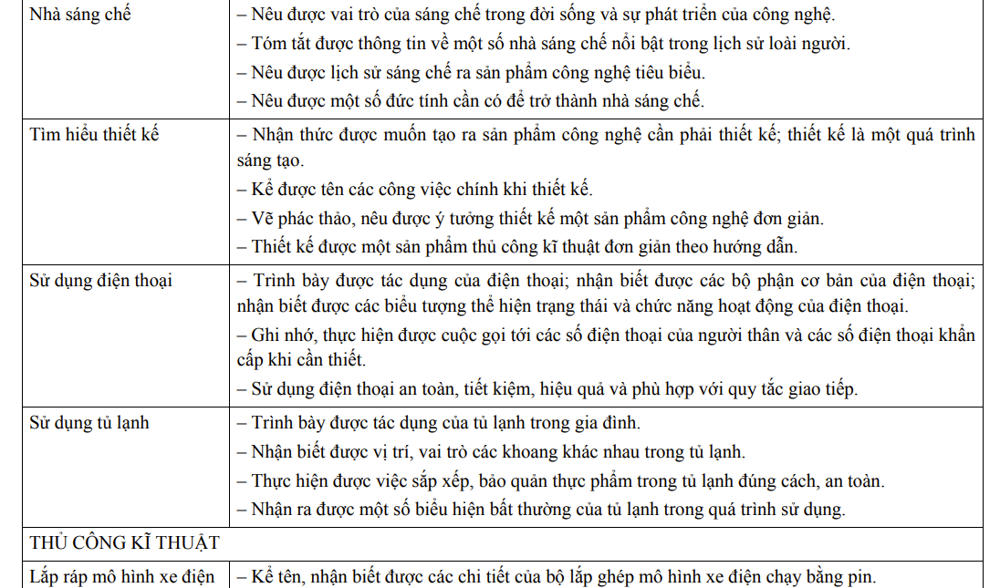 Nhà sáng chế
– Nêu được vai trò của sáng chế trong đời sống và sự phát triển của công nghệ.
– Tóm tắt được thông tin về một số nhà sáng chế nổi bật trong lịch sử loài người.
– Nêu được lịch sử sáng chế ra sản phẩm công nghệ tiêu biểu.
– Nêu được một số đức tính cần có để trở thành nhà sáng chế.
Tìm hiểu thiết kế
– Nhận thức được muốn tạo ra sản phẩm công nghệ cần phải thiết kế; thiết kế là một quá trình
sáng tạo.
– Kể được tên các công việc chính khi thiết kế.
– Vẽ phác thảo, nêu được ý tưởng thiết kế một sản phẩm công nghệ đơn giản.
– Thiết kế được một sản phẩm thủ công kĩ thuật đơn giản theo hướng dẫn.
Sử dụng điện thoại
– Trình bày được tác dụng của điện thoại; nhận biết được các bộ phận cơ bản của điện thoại;
nhận biết được các biểu tượng thể hiện trạng thái và chức năng hoạt động của điện thoại.
– Ghi nhớ, thực hiện được cuộc gọi tới các số điện thoại của người thân và các số điện thoại khẩn
cấp khi cần thiết.
– Sử dụng điện thoại an toàn, tiết kiệm, hiệu quả và phù hợp với quy tắc giao tiếp.
Sử dụng tủ lạnh
– Trình bày được tác dụng của tủ lạnh trong gia đình.
– Nhận biết được vị trí, vai trò các khoang khác nhau trong tủ lạnh.
– Thực hiện được việc sắp xếp, bảo quản thực phẩm trong tủ lạnh đúng cách, an toàn.
– Nhận ra được một số biểu hiện bất thường của tủ lạnh trong quá trình sử dụng.
THỦ CÔNG KĨ THUẬT
Lắp ráp mô hình xe điện
– Kể tên, nhận biết được các chi tiết của bộ lắp ghép mô hình xe điện chạy bằng pin.